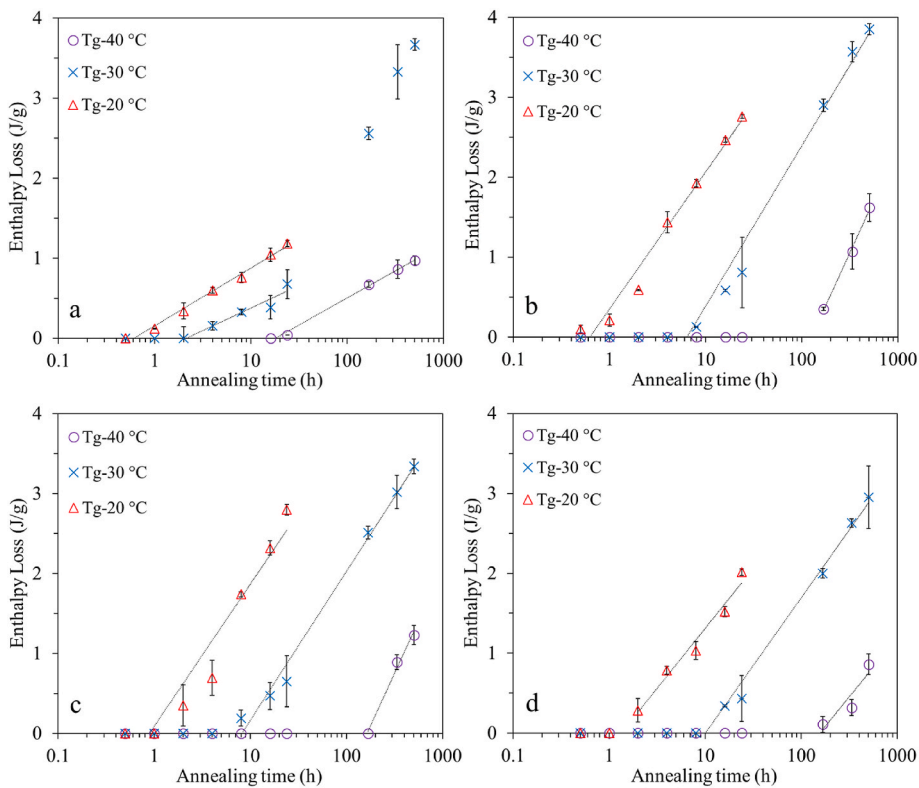 4
3
2
1
0
Enthalpy Loss (J/g)
Tg-40 °C
Tg-30 °C
Tg-20 °C
a
0.1 1 10 100 1000
Annealing time (h)
4
3
2
1
0
Enthalpy Loss (J/g)
Tg-40 °C
Tg-30 °C
Tg-20 °C
b
0.1 1 10 100 1000
Annealing time (h)
4
3
2
1
0
Enthalpy Loss (J/g)
Tg-40 °C
Tg-30 °C
Tg-20 °C
c
0.1 1 10 100 1000
Annealing time (h)
4
3
2
1
0
Enthalpy Loss (J/g)
Tg-40 °C
Tg-30 °C
Tg-20 °C
d
0.1 1 10 100 1000
Annealing time (h)